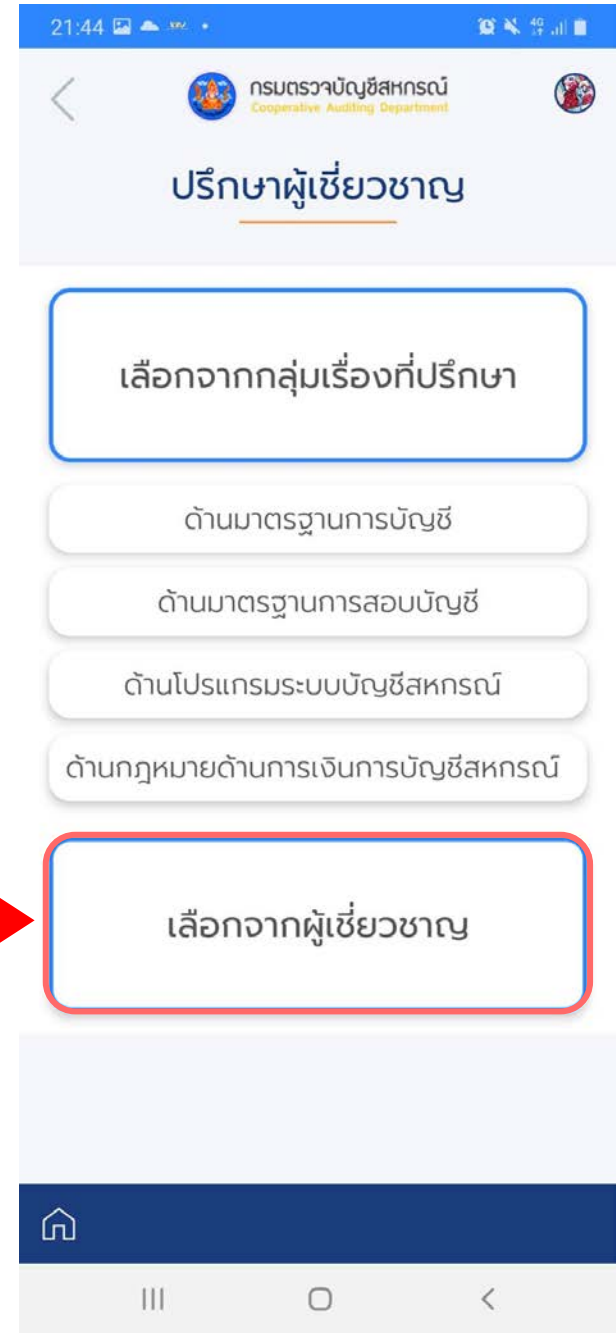 21:44
4G
กรมตรวจบัญชีสหกรณ์
Cooperative Auditing Department
ปรึกษาผู้เชี่ยวชาญ
เลือกจากกลุ่มเรื่องที่ปรึกษา
ด้านมาตรฐานการบัญชี
ด้านมาตรฐานการสอบบัญชี
ด้านโปรแกรมระบบบัญชีสหกรณ์
ด้านกฎหมายด้านการเงินการบัญชีสหกรณ์
เลือกจากผู้เชี่ยวชาญ